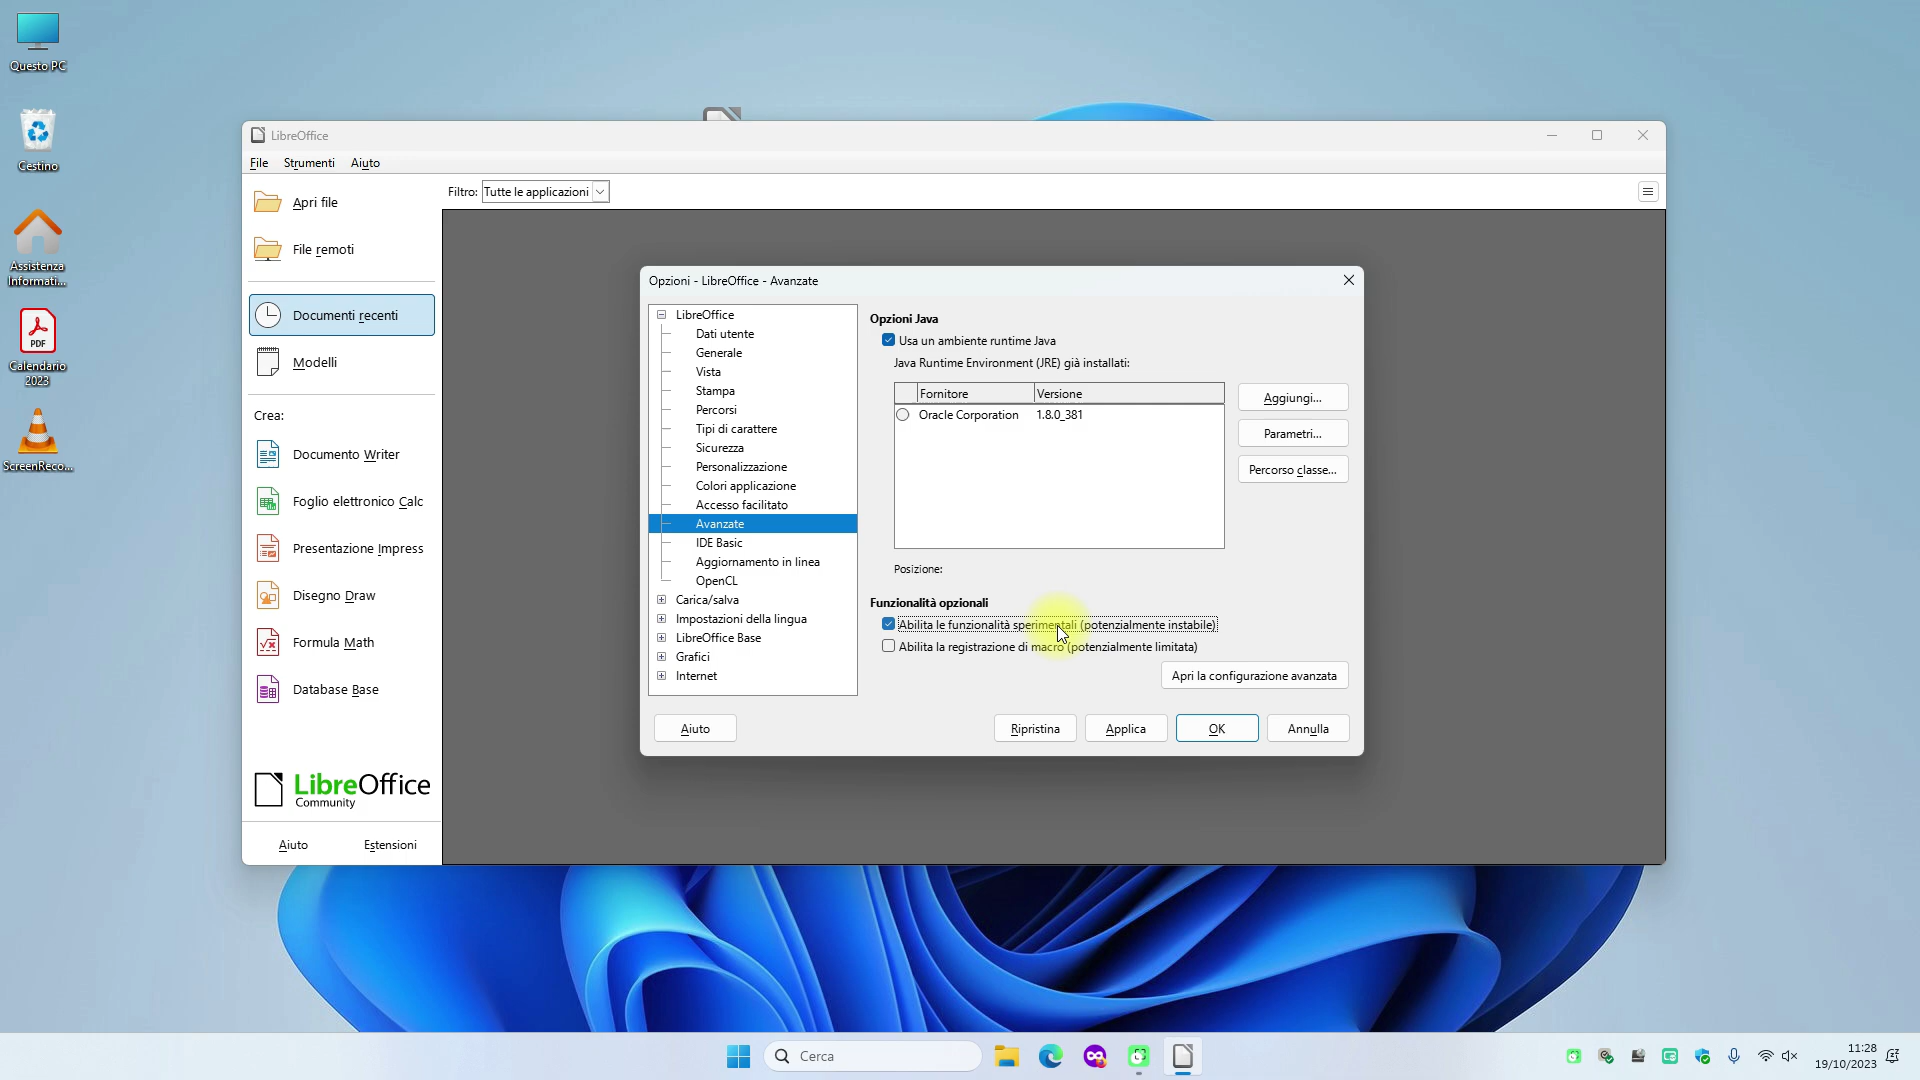 Questo PC
Cestino
Assistenza
Informati...
PDF
Calendario
2023
ScreenReco...
LibreOffice
File Strumenti Aiuto
Apri file
File remoti
Documenti recenti
Modelli
Crea:
Documento Writer
Foglio elettronico Calc
Presentazione Impress
Disegno Draw
Formula Math
Database Base
LibreOffice
Community
Aiuto Estensioni
Filtro: Tutte le applicazioni
Opzioni - LibreOffice - Avanzate
LibreOffice
Dati utente
Generale
Vista
Stampa
Percorsi
Tipi di carattere
Sicurezza
Personalizzazione
Colori applicazione
Accesso facilitato
Avanzate
IDE Basic
Aggiornamento in linea
OpenCL
Carica/salva
Impostazioni della lingua
LibreOffice Base
Grafici
Internet
Opzioni Java
Usa un ambiente runtime Java
Java Runtime Environment (JRE) già installati:
Fornitore Versione
Oracle Corporation 1.8.0_381
Aggiungi...
Parametri...
Percorso classe...
Posizione:
Funzionalità opzionali
Abilita le funzionalità sperimentali (potenzialmente instabile)
Abilita la registrazione di macro (potenzialmente limitata)
Apri la configurazione avanzata
Aiuto Ripristina Applica OK Annulla
Cerca
11:28
19/10/2023